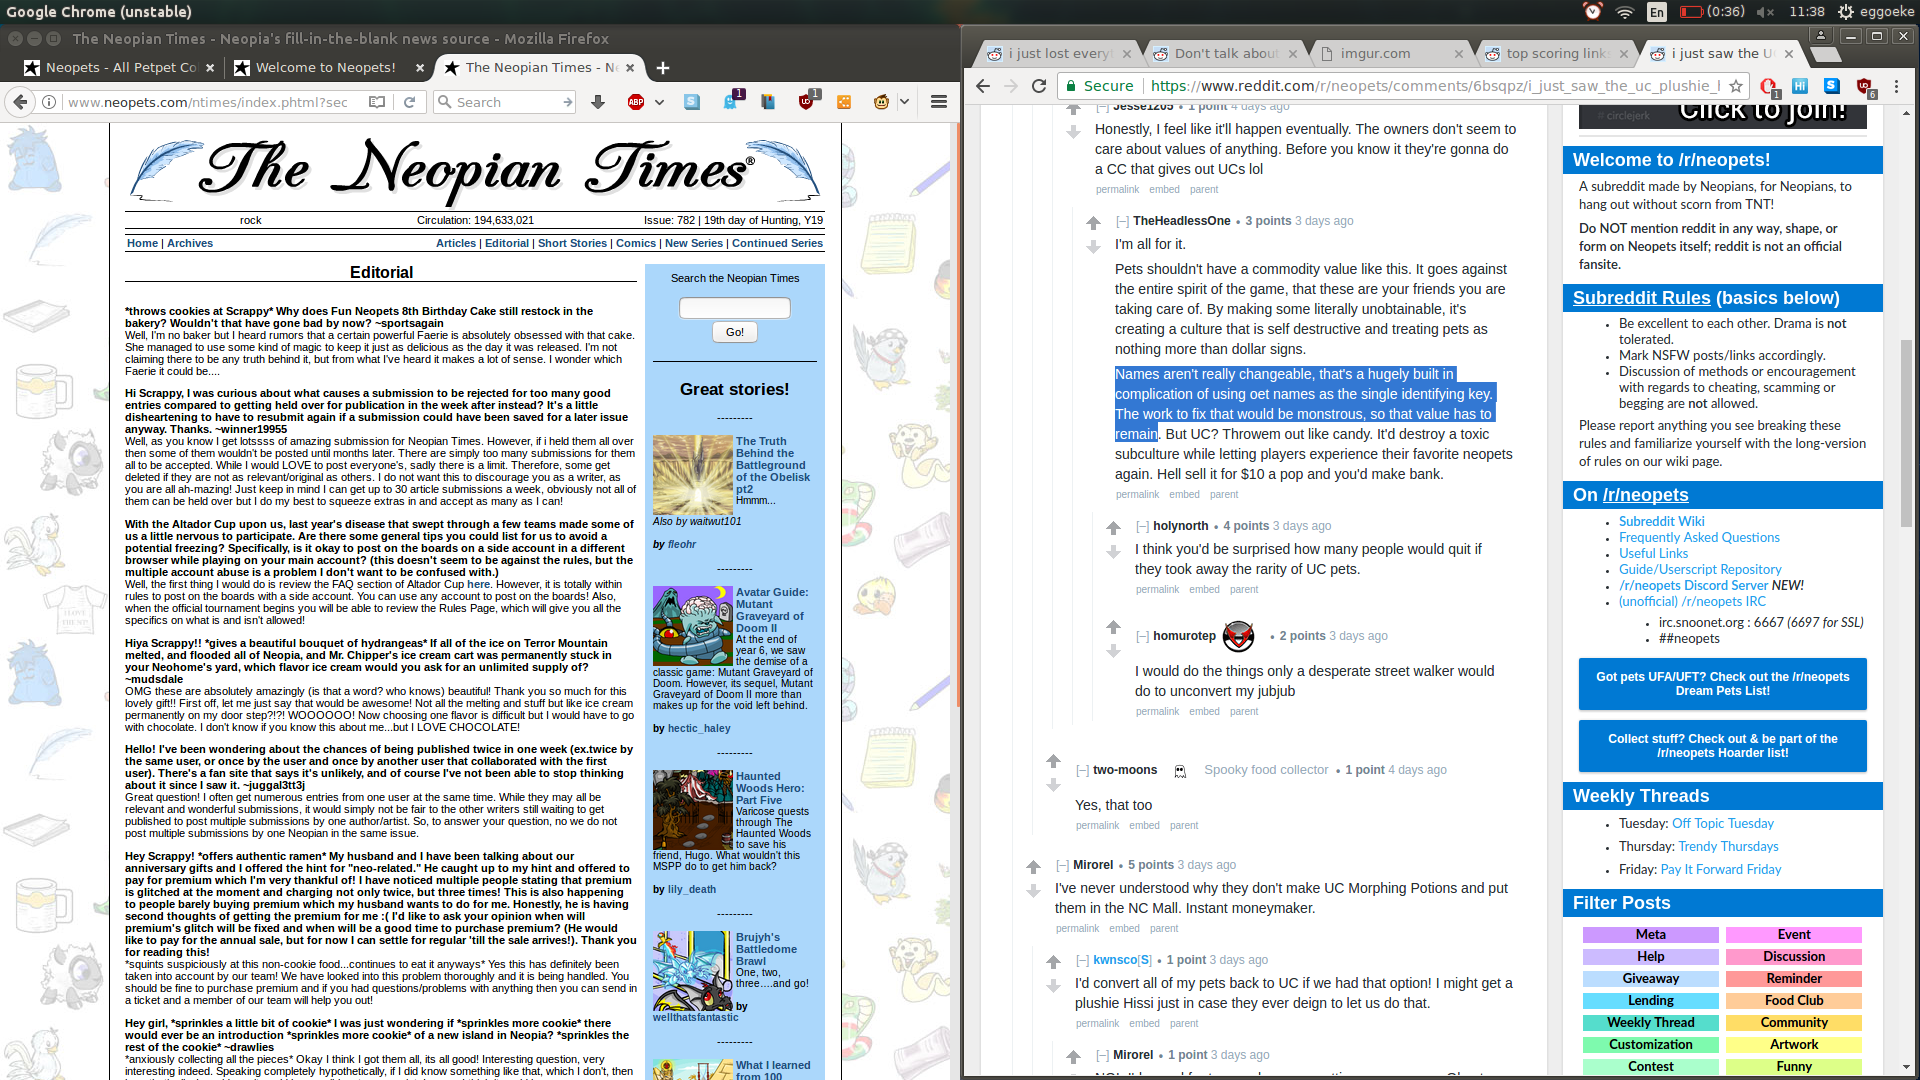 Google Chrome (unstable)
En
(0:36)
11:38
eggoeke
The Neopian Times - Neopia's fill-in-the-blank news source - Mozilla Firefox
Neopets - All Petpet Co
Welcome to Neopets!
The Neopian Times - Ne
www.neopets.com/ntimes/index.phtml?sec
Search
The Neopian Times®
rock
Circulation: 194,633,021
Issue: 782 | 19th day of Hunting, Y19
Home | Archives
Articles | Editorial | Short Stories | Comics | New Series | Continued Series
Editorial
*throws cookies at Scrappy* Why does Fun Neopets 8th Birthday Cake still restock in the
bakery? Wouldn't that have gone bad by now? ~sportsagain
Well, I'm no baker but I heard rumors that a certain powerful Faerie is absolutely obsessed with that cake.
She managed to use some kind of magic to keep it just as delicious as the day it was released. I'm not
claiming there to be any truth behind it, but from what I've heard it makes a lot of sense. I wonder which
Faerie it could be....
Hi Scrappy, I was curious about what causes a submission to be rejected for too many good
entries compared to getting held over for publication in the week after instead? It's a little
disheartening to have to resubmit again if a submission could have been saved for a later issue
anyway. Thanks. ~winner19955
Well, as you know I get lotssss of amazing submission for Neopian Times. However, if i held them all over
then some of them wouldn't be posted until months later. There are simply too many submissions for them
all to be accepted. While I would LOVE to post everyone's, sadly there is a limit. Therefore, some get
deleted if they are not as relevant/original as others. I do not want this to discourage you as a writer, as
you are all ah-mazing! Just keep in mind I can get up to 30 article submissions a week, obviously not all of
them can be held over but I do my best to squeeze extras in and accept as many as I can!
With the Altador Cup upon us, last year's disease that swept through a few teams made some of
us a little nervous to participate. Are there some general tips you could list for us to avoid a
potential freezing? Specifically, is it okay to post on the boards on a side account in a different
browser while playing on your main account? (this doesn't seem to be against the rules, but the
multiple account abuse is a problem I don't want to be confused with.)
Well, the first thing I would do is review the FAQ section of Altador Cup here. However, it is totally within
rules to post on the boards with a side account. You can use any account to post on the boards! Also,
when the official tournament begins you will be able to review the Rules Page, which will give you all the
specifics on what is and isn't allowed!
Hiya Scrappy!! *gives a beautiful bouquet of hydrangeas* If all of the ice on Terror Mountain
melted, and flooded all of Neopia, and Mr. Chipper's ice cream cart was permanently stuck in
your Neohome's yard, which flavor ice cream would you ask for an unlimited supply of?
~mudsdale
OMG these are absolutely amazingly (is that a word? who knows) beautiful! Thank you so much for this
lovely gift!! First off, let me just say that would be awesome! Not all the melting and stuff but like ice cream
permanently on my door step?!?! WOOOOOO! Now choosing one flavor is difficult but I would have to go
with chocolate. I don't know if you know this about me...but I LOVE CHOCOLATE!
Hello! I've been wondering about the chances of being published twice in one week (ex.twice by
the same user, or once by the user and once by another user that collaborated with the first
user). There's a fan site that says it's unlikely, and of course I've not been able to stop thinking
about it since I saw it. ~juggal3tt3j
Great question! I often get numerous entries from one user at the same time. While they may all be
relevant and wonderful submissions, it would simply not be fair to the other writers still waiting to get
published to post multiple submissions by one author/artist. So, to answer your question, no we do not
post multiple submissions by one Neopian in the same issue.
Hey Scrappy! *offers authentic ramen* My husband and I have been talking about our
anniversary gifts and I offered the hint for "neo-related." He caught up to my hint and offered to
pay for premium which I'm very thankful of! I have noticed multiple people stating that premium
is glitched at the moment and charging not only twice, but three times! This is also happening
to people barely buying premium which my husband wants to do for me. Honestly, he is having
second thoughts of getting the premium for me :( I'd like to ask your opinion when will
premium's glitch will be fixed and when will be a good time to purchase premium? (He would
like to pay for the annual sale, but for now I can settle for regular 'till the sale arrives!). Thank you
for reading this!
*squints suspiciously at this non-cookie food...continues to eat it anyways* Yes this has definitely been
taken into account by our team! We have looked into this problem thoroughly and it is being handled. You
should be fine to purchase premium and if you had questions/problems with anything then you can send in
a ticket and a member of our team will help you out!
Hey girl, *sprinkles a little bit of cookie* I was just wondering if *sprinkles more cookie* there
would ever be an introduction *sprinkles more cookie* of a new island in Neopia? *sprinkles the
rest of the cookie* ~drawlies
*anxiously collecting all the pieces* Okay I think I got them all, its all good! Interesting question, very
interesting indeed. Speaking completely hypothetically, if I did know something like that, which I don't, then
Search the Neopian Times
Go!
Great stories!
---------
The Truth
Behind the
Battleground
of the Obelisk
pt2
Hmmm...
Also by waitwut101
by fleohr
---------
Avatar Guide:
Mutant
Graveyard of
Doom II
At the end of
year 6, we saw
the demise of a
classic game: Mutant Graveyard of
Doom. However, its sequel, Mutant
Graveyard of Doom II more than
makes up for the void left behind.
by hectic_haley
---------
Haunted
Woods Hero:
Part Five
Varicose quests
through The
Haunted Woods
to save his
friend, Hugo. What wouldn't this
MSPP do to get him back?
by lily_death
---------
Brujyh's
Battledome
Brawl
One, two,
three….and go!
by
wellthatsfantastic
---------
What I learned
from 100
i just lost every
Don't talk about
imgur.com
top scoring link
i just saw the U
Secure
https://www.reddit.com/r/neopets/comments/6bsqpz/i_just_saw_the_uc_plushie_l
Jesse1205 • 1 point 4 days ago
Honestly, I feel like it'll happen eventually. The owners don't seem to
care about values of anything. Before you know it they're gonna do
a CC that gives out UCs lol
permalink embed parent
[–] TheHeadlessOne • 3 points 3 days ago
I'm all for it.
Pets shouldn't have a commodity value like this. It goes against
the entire spirit of the game, that these are your friends you are
taking care of. By making some literally unobtainable, it's
creating a culture that is self destructive and treating pets as
nothing more than dollar signs.
Names aren't really changeable, that's a hugely built in
complication of using oet names as the single identifying key.
The work to fix that would be monstrous, so that value has to
remain. But UC? Throwem out like candy. It'd destroy a toxic
subculture while letting players experience their favorite neopets
again. Hell sell it for $10 a pop and you'd make bank.
permalink embed parent
[–] holynorth • 4 points 3 days ago
I think you'd be surprised how many people would quit if
they took away the rarity of UC pets.
permalink embed parent
[–] homurotep • 2 points 3 days ago
I would do the things only a desperate street walker would
do to unconvert my jubjub
permalink embed parent
[–] two-moons Spooky food collector • 1 point 4 days ago
Yes, that too
permalink embed parent
[–] Mirorel • 5 points 3 days ago
I've never understood why they don't make UC Morphing Potions and put
them in the NC Mall. Instant moneymaker.
permalink embed parent
[–] kwnsco[S] • 1 point 3 days ago
I'd convert all of my pets back to UC if we had that option! I might get a
plushie Hissi just in case they ever deign to let us do that.
permalink embed parent
[–] Mirorel • 1 point 3 days ago
# circlejerk
Click to join!
Welcome to /r/neopets!
A subreddit made by Neopians, for Neopians, to
hang out without scorn from TNT!
Do NOT mention reddit in any way, shape, or
form on Neopets itself; reddit is not an official
fansite.
Subreddit Rules (basics below)
• Be excellent to each other. Drama is not
tolerated.
• Mark NSFW posts/links accordingly.
• Discussion of methods or encouragement
with regards to cheating, scamming or
begging are not allowed.
Please report anything you see breaking these
rules and familiarize yourself with the long-version
of rules on our wiki page.
On /r/neopets
• Subreddit Wiki
• Frequently Asked Questions
• Useful Links
• Guide/Userscript Repository
• /r/neopets Discord Server NEW!
• (unofficial) /r/neopets IRC
• irc.snoonet.org : 6667 (6697 for SSL)
• ##neopets
Got pets UFA/UFT? Check out the /r/neopets
Dream Pets List!
Collect stuff? Check out & be part of the
/r/neopets Hoarder list!
Weekly Threads
• Tuesday: Off Topic Tuesday
• Thursday: Trendy Thursdays
• Friday: Pay It Forward Friday
Filter Posts
Meta Event
Help Discussion
Giveaway Reminder
Lending Food Club
Weekly Thread Community
Customization Artwork
Contest Funny